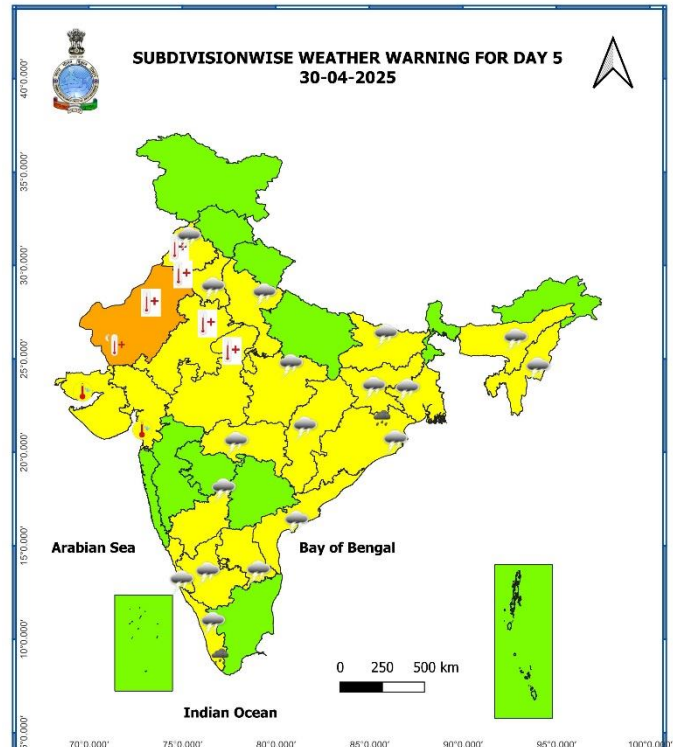 SUBDIVISIONWISE WEATHER WARNING FOR DAY 5
30-04-2025
40°0.000'
35°0.000'
30°0.000'
25°0.000'
20°0.000'
15°0.000'
10°0.000'
5°0.000'
Arabian Sea
Bay of Bengal
0 250 500 km
Indian Ocean
70°0.000' 75°0.000' 80°0.000' 85°0.000' 90°0.000' 95°0.000' 100°0.000'